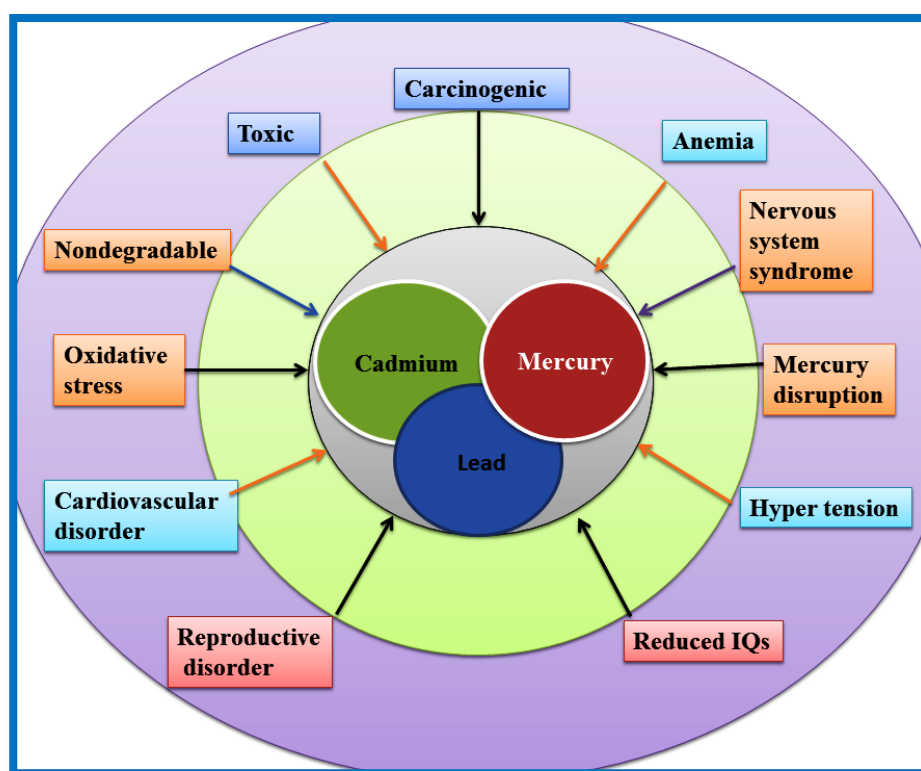 Carcinogenic
Toxic
Anemia
Nondegradable
Nervous
system
syndrome
Oxidative
stress
Cadmium
Mercury
Mercury
disruption
Lead
Cardiovascular
disorder
Hyper tension
Reproductive
disorder
Reduced IQs